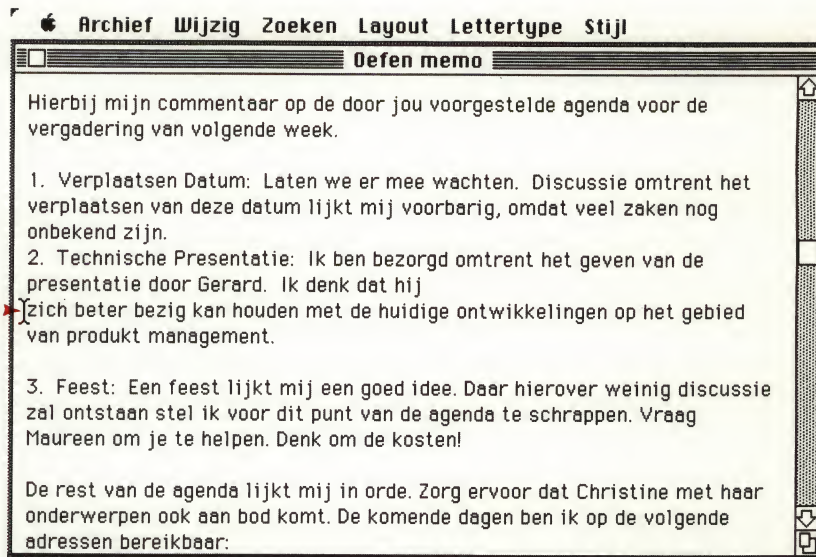 Archief Wijzig Zoeken Layout Lettertype Stijl
Oefen memo
Hierbij mijn commentaar op de door jou voorgestelde agenda voor de
vergadering van volgende week.
1. Verplaatsen Datum: Laten we er mee wachten. Discussie omtrent het
verplaatsen van deze datum lijkt mij voorbarig, omdat veel zaken nog
onbekend zijn.
2. Technische Presentatie: Ik ben bezorgd omtrent het geven van de
presentatie door Gerard. Ik denk dat hij
zich beter bezig kan houden met de huidige ontwikkelingen op het gebied
van produkt management.
3. Feest: Een feest lijkt mij een goed idee. Daar hierover weinig discussie
zal ontstaan stel ik voor dit punt van de agenda te schrappen. Vraag
Maureen om je te helpen. Denk om de kosten!
De rest van de agenda lijkt mij in orde. Zorg ervoor dat Christine met haar
onderwerpen ook aan bod komt. De komende dagen ben ik op de volgende
adressen bereikbaar: